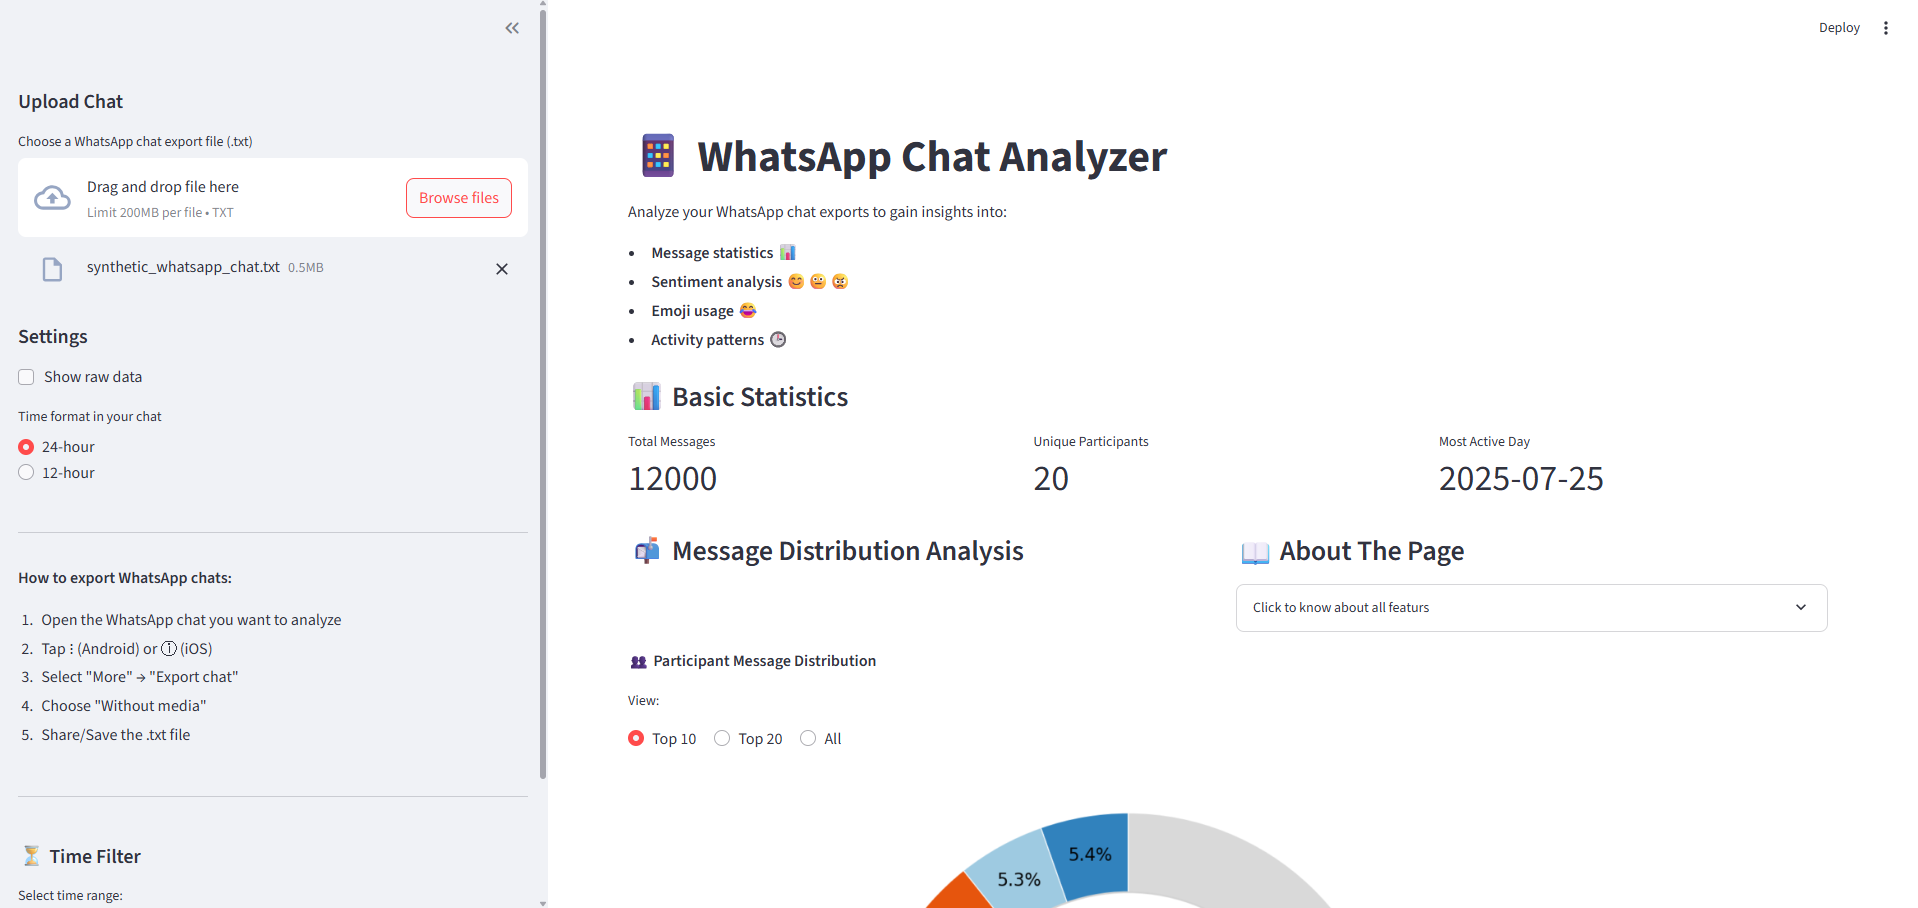 Upload Chat
Choose a WhatsApp chat export file (.txt)
Drag and drop file here
Limit 200MB per file • TXT
Browse files
synthetic_whatsapp_chat.txt 0.5MB
Settings
Show raw data
Time format in your chat
24-hour
12-hour
How to export WhatsApp chats:
1. Open the WhatsApp chat you want to analyze
2. Tap ⋮ (Android) or ⓘ (iOS)
3. Select "More" → "Export chat"
4. Choose "Without media"
5. Share/Save the .txt file
⏳ Time Filter
Select time range:
Deploy
WhatsApp Chat Analyzer
Analyze your WhatsApp chat exports to gain insights into:
• Message statistics 📊
• Sentiment analysis 😊 😐 😠
• Emoji usage 😂
• Activity patterns 🕒
📊 Basic Statistics
Total Messages
12000
Unique Participants
20
Most Active Day
2025-07-25
📬 Message Distribution Analysis
📖 About The Page
Click to know about all featurs
👥 Participant Message Distribution
View:
Top 10 Top 20 All
5.4%
5.3%